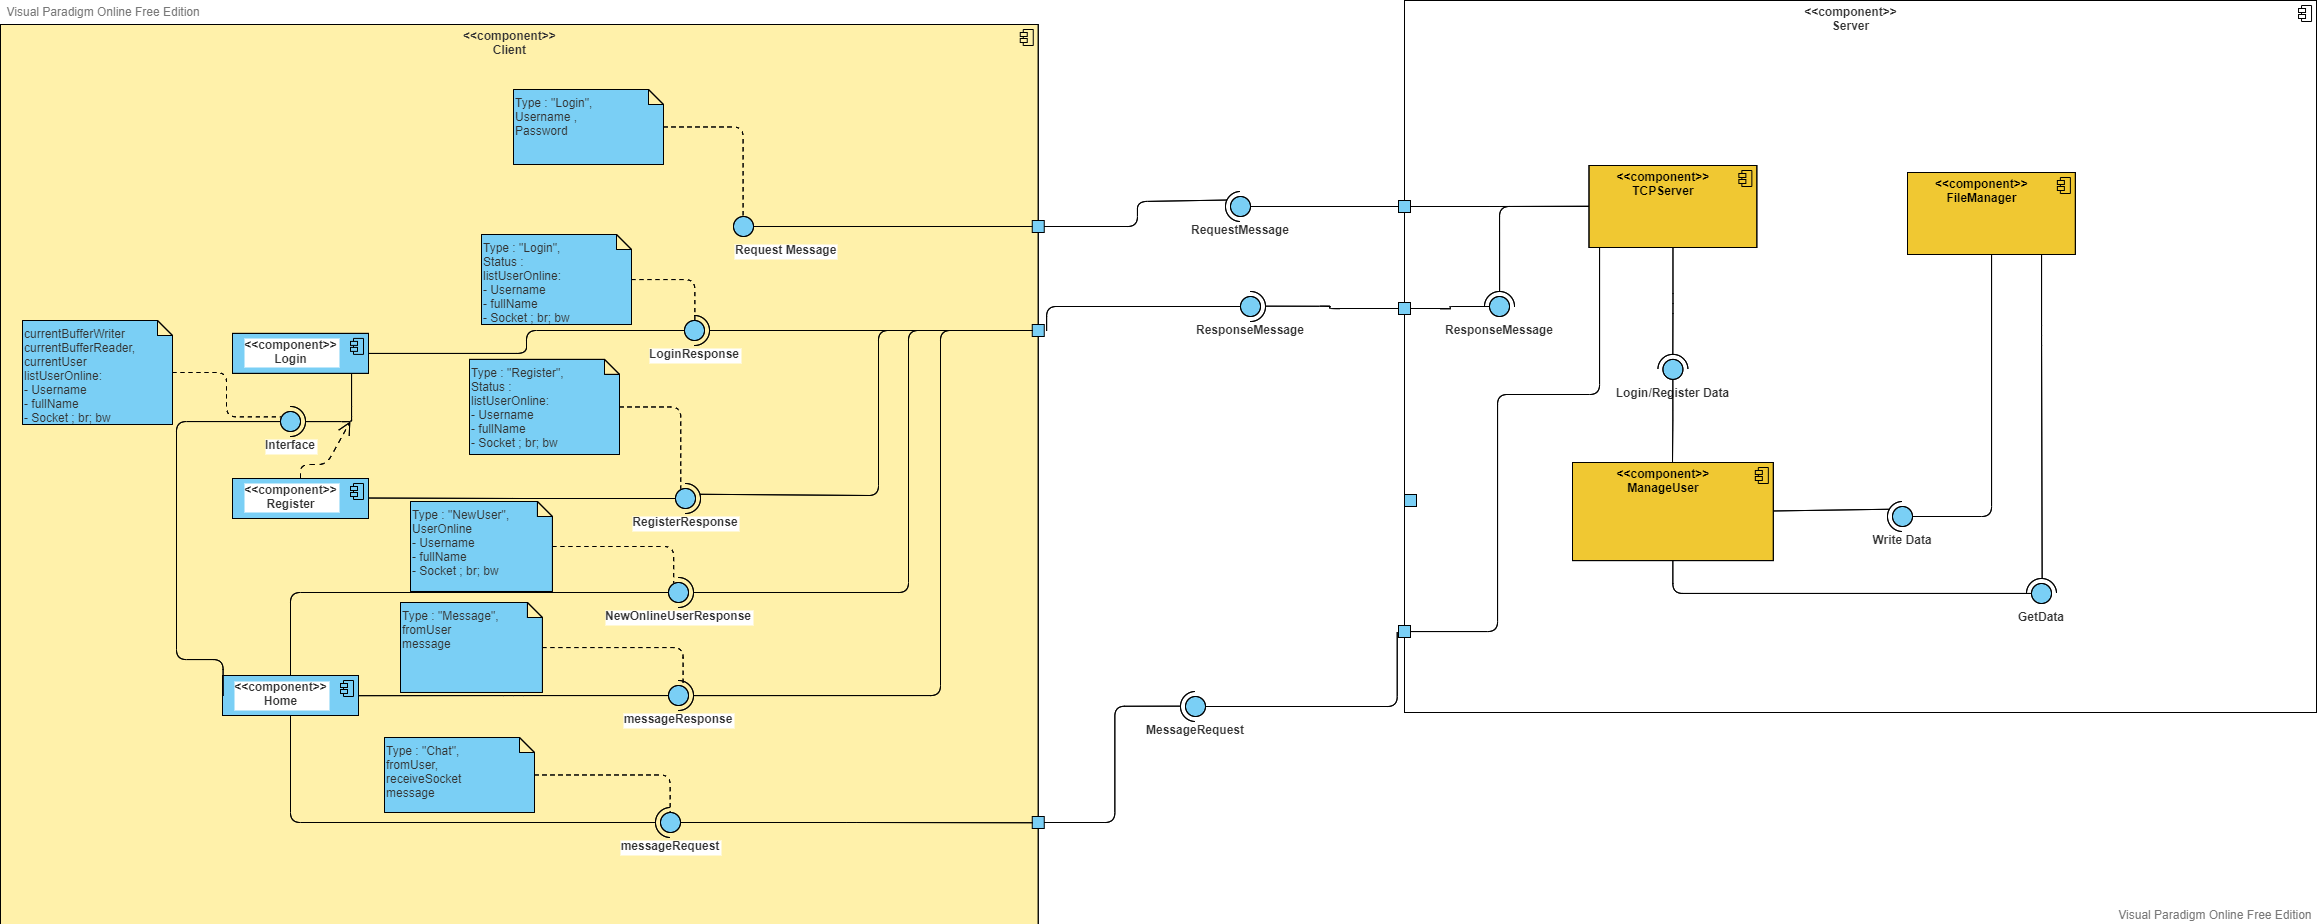 Visual Paradigm Online Free Edition
<<component>>
Client
Type : "Login",
Username ,
Password
Request Message
Type : "Login",
Status :
listUserOnline:
- Username
- fullName
- Socket ; br; bw
LoginResponse
currentBufferWriter
currentBufferReader,
currentUser
listUserOnline:
- Username
- fullName
- Socket ; br; bw
<<component>>
Login
Interface
Type : "Register",
Status :
listUserOnline:
- Username
- fullName
- Socket ; br; bw
<<component>>
Register
RegisterResponse
Type : "NewUser",
UserOnline
- Username
- fullName
- Socket ; br; bw
NewOnlineUserResponse
Type : "Message",
fromUser
message
<<component>>
Home
messageResponse
Type : "Chat",
fromUser,
receiveSocket
message
messageRequest
RequestMessage
ResponseMessage
MessageRequest
<<component>>
Server
<<component>>
TCPServer
<<component>>
FileManager
ResponseMessage
Login/Register Data
<<component>>
ManageUser
Write Data
GetData
Visual Paradigm Online Free Edition